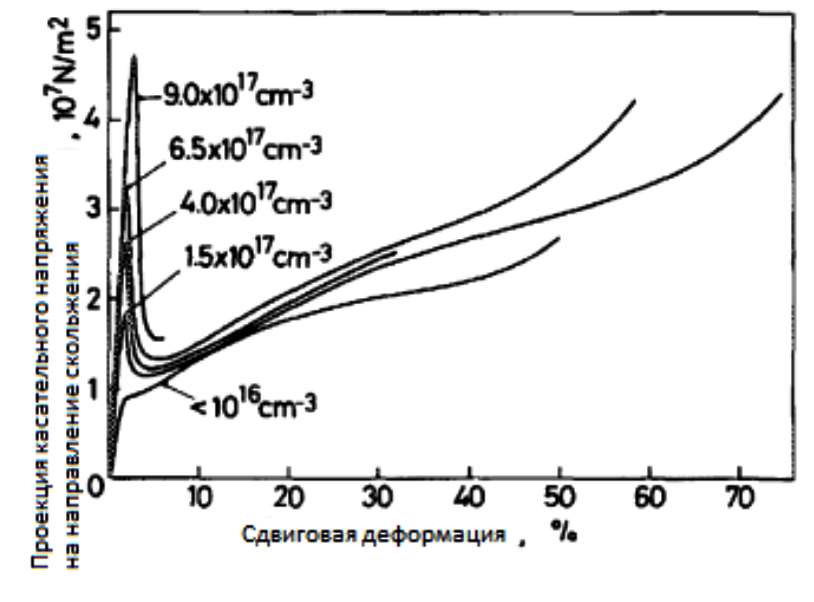 Проекция касательного напряжения
на направление скольжения
, 10⁷N/m²
5
4
3
2
1
0
9.0x10¹⁷cm-3
6.5x10¹⁷cm-3
4.0x10¹⁷cm-3
1.5x10¹⁷cm-3
<10¹⁶cm-3
10 20 30 40 50 60 70
Сдвиговая деформация , %